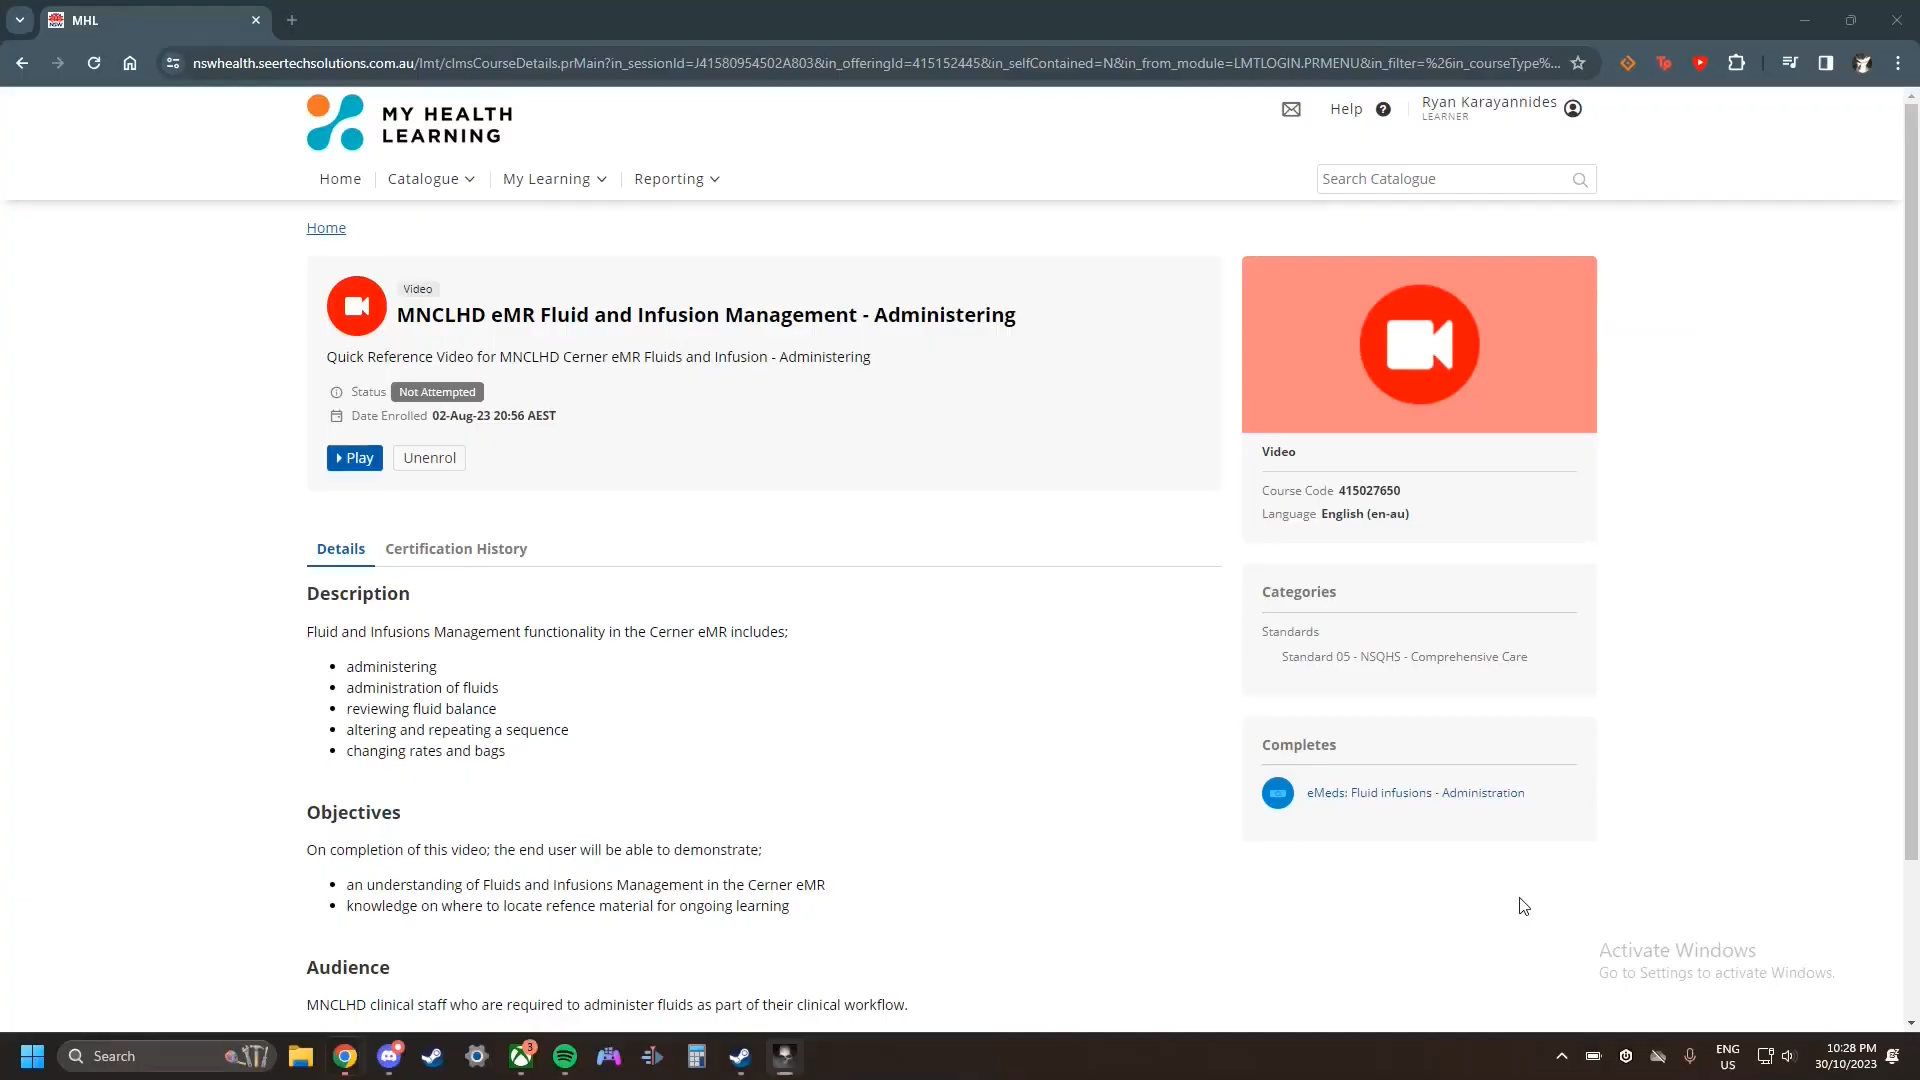 MHL
nswhealth.seertechsolutions.com.au/lmt/clmsCourseDetails.prMain?in_sessionId=J41580954502A803&in_offeringId=415152445&in_selfContained=N&in_from_module=LMTLOGIN.PRMENU&in_filter=%26in_courseType%...
Tp
MY HEALTH
LEARNING
Help
Ryan Karayannides
LEARNER
Home
Catalogue
My Learning
Reporting
Search Catalogue
Home
Video
MNCLHD eMR Fluid and Infusion Management - Administering
Quick Reference Video for MNCLHD Cerner eMR Fluids and Infusion - Administering
Status Not Attempted
Date Enrolled 02-Aug-23 20:56 AEST
Play
Unenrol
Video
Course Code 415027650
Language English (en-au)
Details
Certification History
Description
Fluid and Infusions Management functionality in the Cerner eMR includes;
• administering
• administration of fluids
• reviewing fluid balance
• altering and repeating a sequence
• changing rates and bags
Categories
Standards
Standard 05 - NSQHS - Comprehensive Care
Completes
eMeds: Fluid infusions - Administration
Objectives
On completion of this video; the end user will be able to demonstrate;
• an understanding of Fluids and Infusions Management in the Cerner eMR
• knowledge on where to locate refence material for ongoing learning
Audience
MNCLHD clinical staff who are required to administer fluids as part of their clinical workflow.
Activate Windows
Go to Settings to activate Windows.
Search
3
ENG
US
10:28 PM
30/10/2023